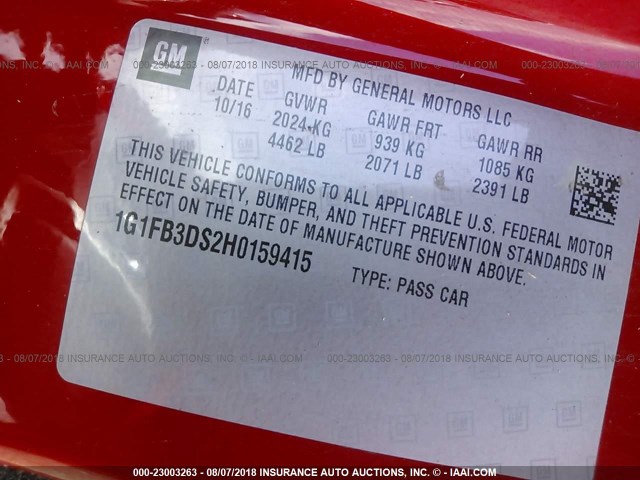 GM
MFD BY GENERAL MOTORS LLC
DATE GVWR GAWR FRT GAWR RR
10/16 2024 KG 939 KG 1085 KG
4462 LB 2071 LB 2391 LB
THIS VEHICLE CONFORMS TO ALL APPLICABLE U.S. FEDERAL MOTOR
VEHICLE SAFETY, BUMPER, AND THEFT PREVENTION STANDARDS IN
EFFECT ON THE DATE OF MANUFACTURE SHOWN ABOVE.
1G1FB3DS2H0159415 TYPE: PASS CAR
000-23003263 - 08/07/2018 INSURANCE AUTO AUCTIONS, INC. - © IAAI.COM